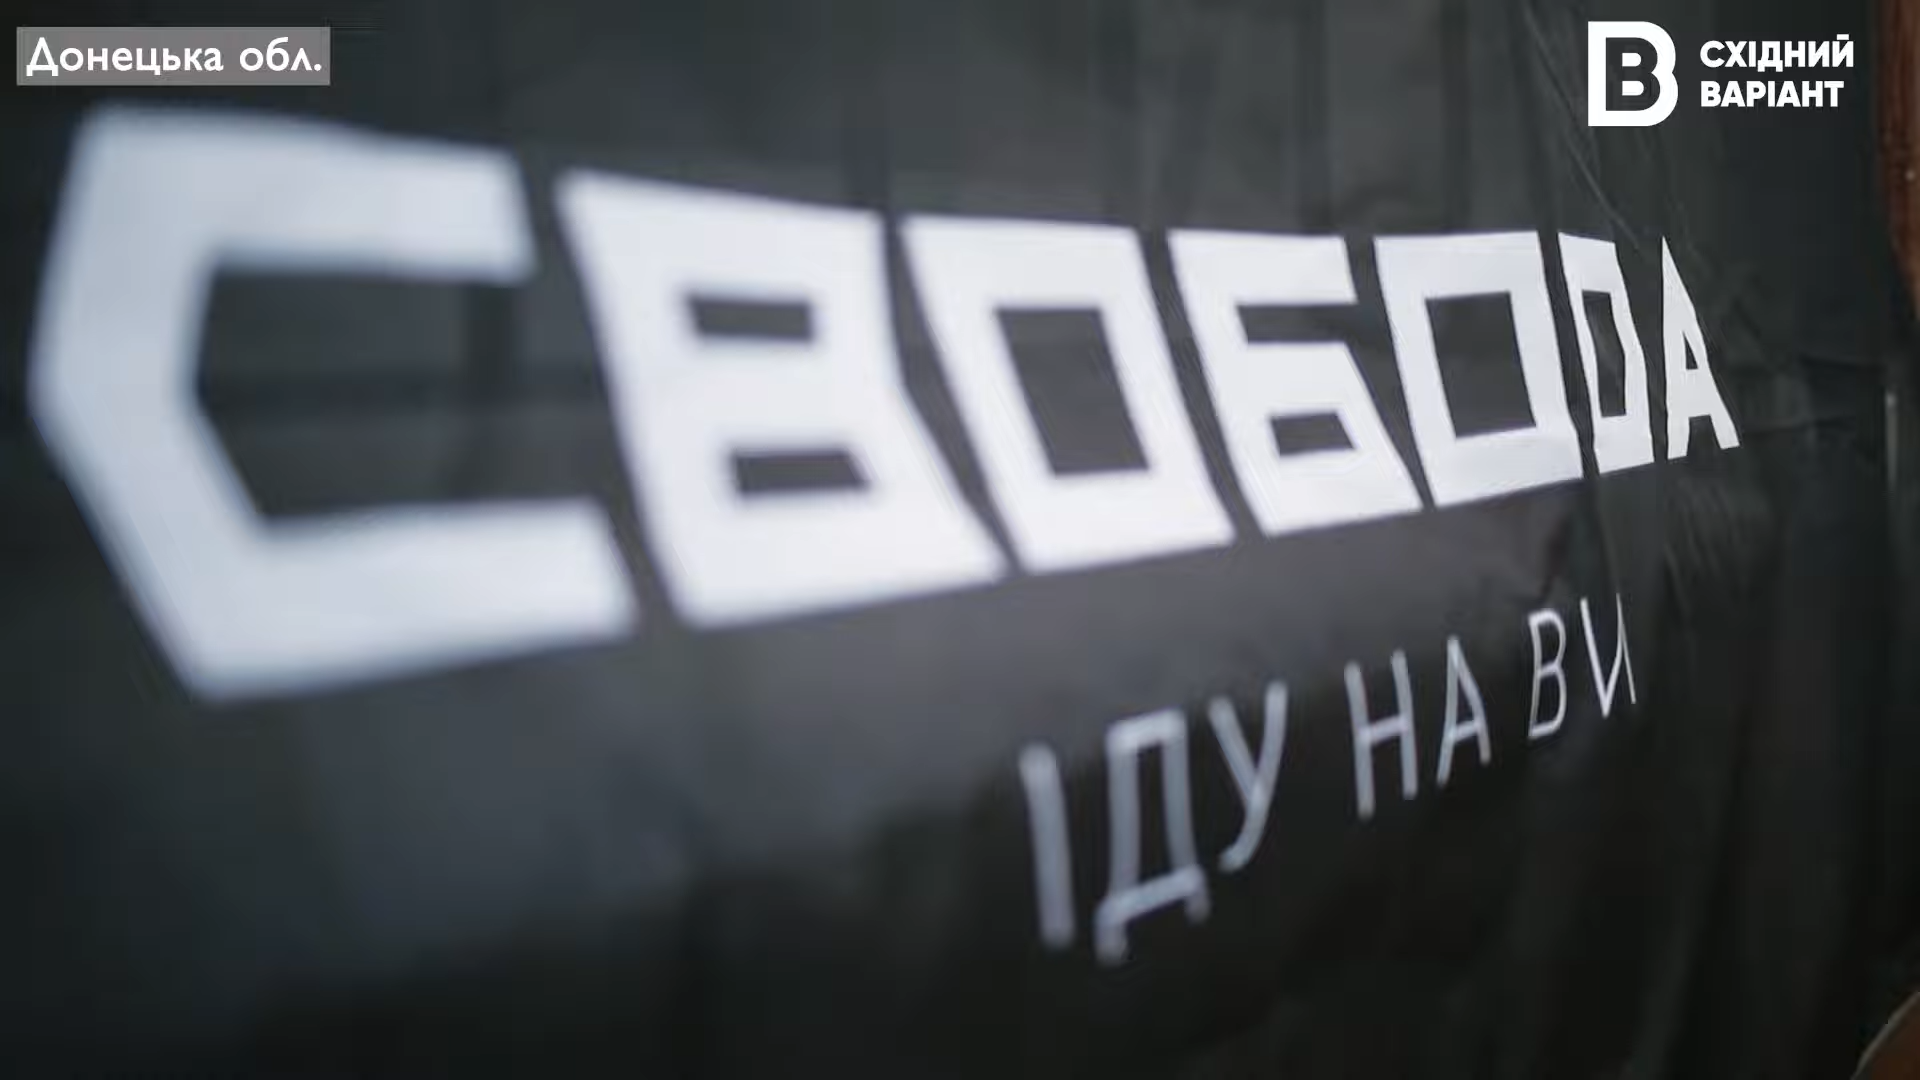 Донецька обл.
СХІДНИЙ
ВАРІАНТ
СВОБОДА
ІДУ НА ВИ